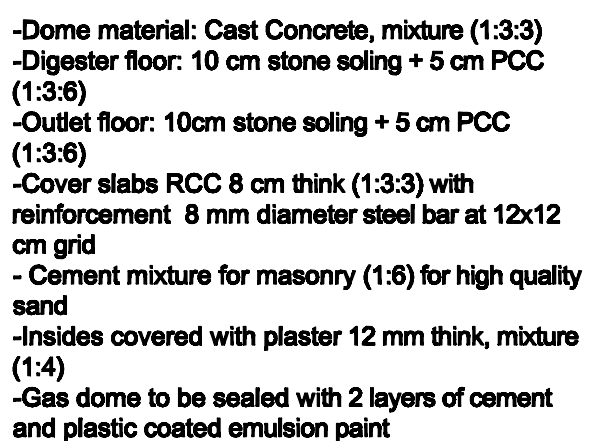 -Dome material: Cast Concrete, mixture (1:3:3)
-Digester floor: 10 cm stone soling + 5 cm PCC
(1:3:6)
-Outlet floor: 10cm stone soling + 5 cm PCC
(1:3:6)
-Cover slabs RCC 8 cm think (1:3:3) with
reinforcement 8 mm diameter steel bar at 12x12
cm grid
- Cement mixture for masonry (1:6) for high quality
sand
-Insides covered with plaster 12 mm think, mixture
(1:4)
-Gas dome to be sealed with 2 layers of cement
and plastic coated emulsion paint